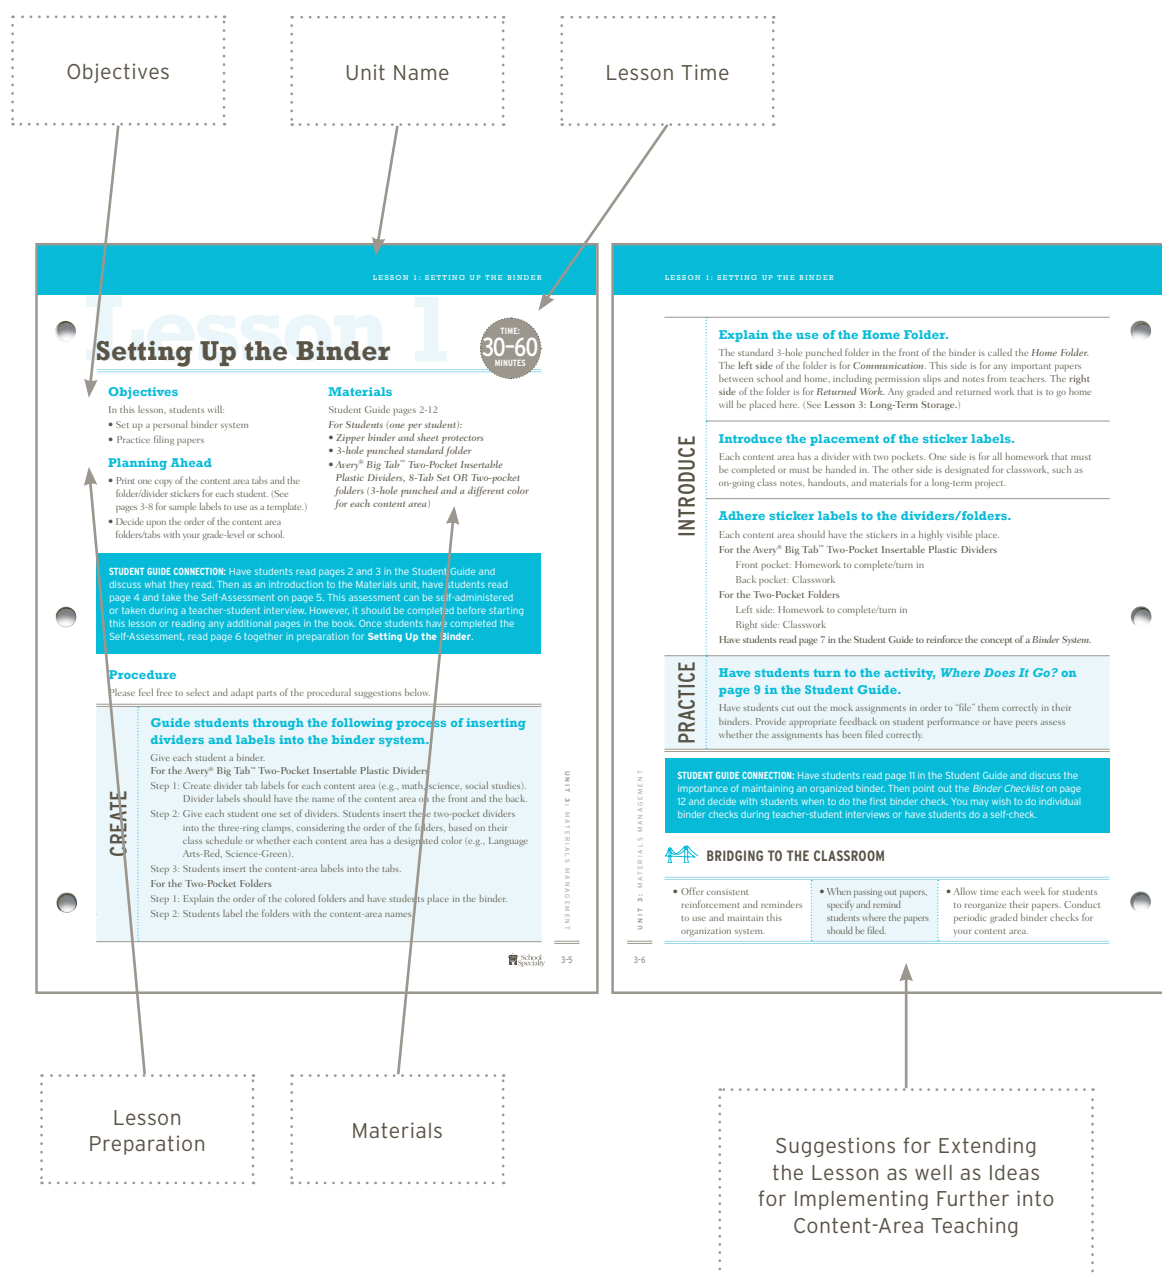 Objectives
Unit Name
Lesson Time
LESSON 1: SETTING UP THE BINDER
Lesson 1
Setting Up the Binder
TIME:
30–60
MINUTES
Objectives
In this lesson, students will:
• Set up a personal binder system
• Practice filing papers
Planning Ahead
• Print one copy of the content area tabs and the
folder/divider stickers for each student. (See
pages 3-8 for sample labels to use as a template.)
• Decide upon the order of the content area
folders/tabs with your grade-level or school.
Materials
Student Guide pages 2-12
For Students (one per student):
• Zipper binder and sheet protectors
• 3-hole punched standard folder
• Avery® Big Tab™ Two-Pocket Insertable
Plastic Dividers, 8-Tab Set OR Two-pocket
folders (3-hole punched and a different color
for each content area)
STUDENT GUIDE CONNECTION: Have students read pages 2 and 3 in the Student Guide and
discuss what they read. Then as an introduction to the Materials unit, have students read
page 4 and take the Self-Assessment on page 5. This assessment can be self-administered
or taken during a teacher-student interview. However, it should be completed before starting
this lesson or reading any additional pages in the book. Once students have completed the
Self-Assessment, read page 6 together in preparation for Setting Up the Binder.
Procedure
Please feel free to select and adapt parts of the procedural suggestions below.
CREATE
Guide students through the following process of inserting
dividers and labels into the binder system.
Give each student a binder.
For the Avery® Big Tab™ Two-Pocket Insertable Plastic Dividers
Step 1: Create divider tab labels for each content area (e.g., math, science, social studies).
Divider labels should have the name of the content area on the front and the back.
Step 2: Give each student one set of dividers. Students insert these two-pocket dividers
into the three-ring clamps, considering the order of the folders, based on their
class schedule or whether each content area has a designated color (e.g., Language
Arts-Red, Science-Green).
Step 3: Students insert the content-area labels into the tabs.
For the Two-Pocket Folders
Step 1: Explain the order of the colored folders and have students place in the binder.
Step 2: Students label the folders with the content-area names.
UNIT 3: MATERIALS MANAGEMENT
School
Specialty
3-5
LESSON 1: SETTING UP THE BINDER
INTRODUCE
Explain the use of the Home Folder.
The standard 3-hole punched folder in the front of the binder is called the Home Folder.
The left side of the folder is for Communication. This side is for any important papers
between school and home, including permission slips and notes from teachers. The right
side of the folder is for Returned Work. Any graded and returned work that is to go home
will be placed here. (See Lesson 3: Long-Term Storage.)
Introduce the placement of the sticker labels.
Each content area has a divider with two pockets. One side is for all homework that must
be completed or must be handed in. The other side is designated for classwork, such as
on-going class notes, handouts, and materials for a long-term project.
Adhere sticker labels to the dividers/folders.
Each content area should have the stickers in a highly visible place.
For the Avery® Big Tab™ Two-Pocket Insertable Plastic Dividers
Front pocket: Homework to complete/turn in
Back pocket: Classwork
For the Two-Pocket Folders
Left side: Homework to complete/turn in
Right side: Classwork
Have students read page 7 in the Student Guide to reinforce the concept of a Binder System.
PRACTICE
Have students turn to the activity, Where Does It Go? on
page 9 in the Student Guide.
Have students cut out the mock assignments in order to “file” them correctly in their
binders. Provide appropriate feedback on student performance or have peers assess
whether the assignments has been filed correctly.
STUDENT GUIDE CONNECTION: Have students read page 11 in the Student Guide and discuss the
importance of maintaining an organized binder. Then point out the Binder Checklist on page
12 and decide with students when to do the first binder check. You may wish to do individual
binder checks during teacher-student interviews or have students do a self-check.
BRIDGING TO THE CLASSROOM
• Offer consistent
reinforcement and reminders
to use and maintain this
organization system.
• When passing out papers,
specify and remind
students where the papers
should be filed.
• Allow time each week for students
to reorganize their papers. Conduct
periodic graded binder checks for
your content area.
UNIT 3: MATERIALS MANAGEMENT
3-6
Lesson
Preparation
Materials
Suggestions for Extending
the Lesson as well as Ideas
for Implementing Further into
Content-Area Teaching